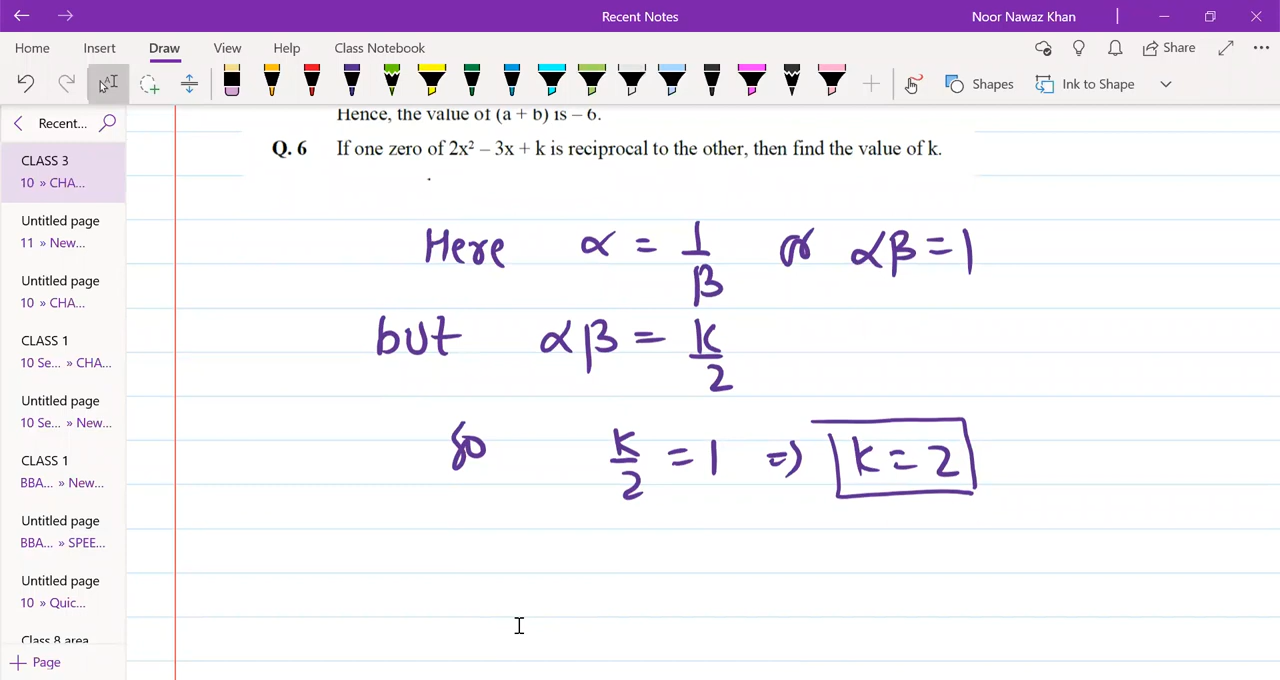 Recent Notes
Noor Nawaz Khan
Home Insert Draw View Help Class Notebook
Share
Shapes
Ink to Shape
Recent...
CLASS 3
10 » CHA...
Untitled page
11 » New...
Untitled page
10 » CHA...
CLASS 1
10 Se... » CHA...
Untitled page
10 Se... » New...
CLASS 1
BBA... » New...
Untitled page
BBA... » SPEE...
Untitled page
10 » Quic...
Class 8 area
+ Page
Hence, the value of (a + b) is – 6.
Q. 6 If one zero of 2x² – 3x + k is reciprocal to the other, then find the value of k.
Here α = 1/β or αβ = 1
but αβ = k/2
so k/2 = 1 ⇒ k = 2